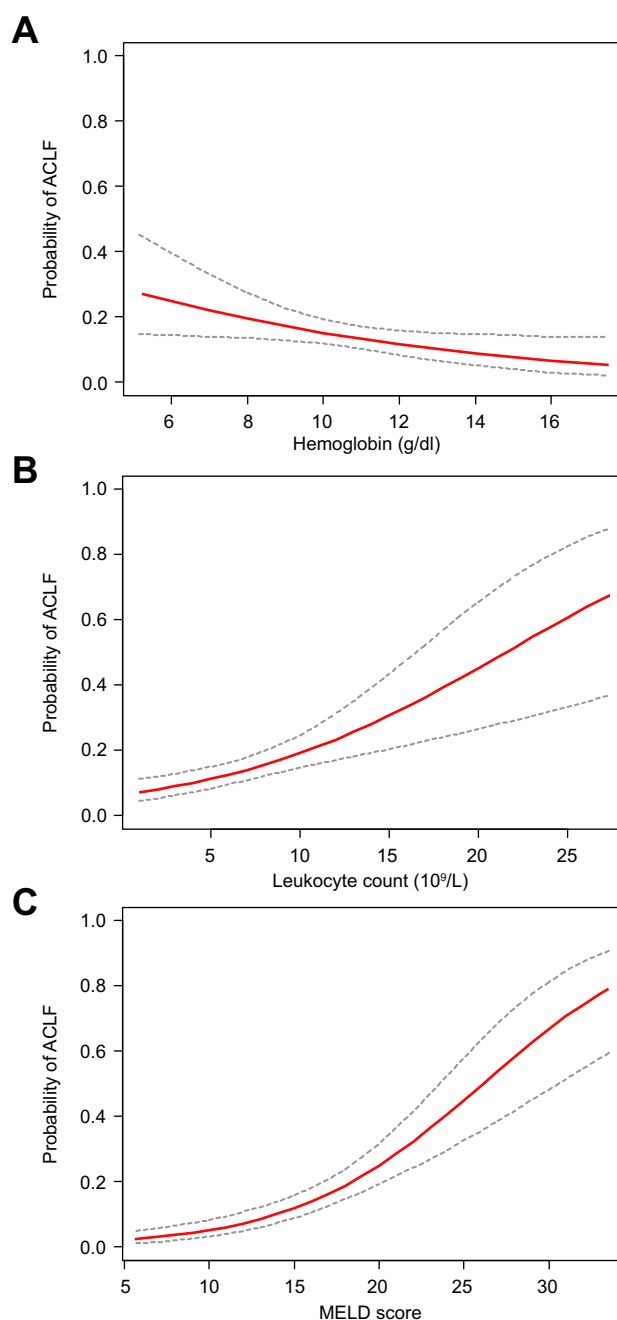 A
Probability of ACLF
1.0
0.8
0.6
0.4
0.2
0.0
6 8 10 12 14 16
Hemoglobin (g/dl)
B
Probability of ACLF
1.0
0.8
0.6
0.4
0.2
0.0
5 10 15 20 25
Leukocyte count (10⁹/L)
C
Probability of ACLF
1.0
0.8
0.6
0.4
0.2
0.0
5 10 15 20 25 30
MELD score